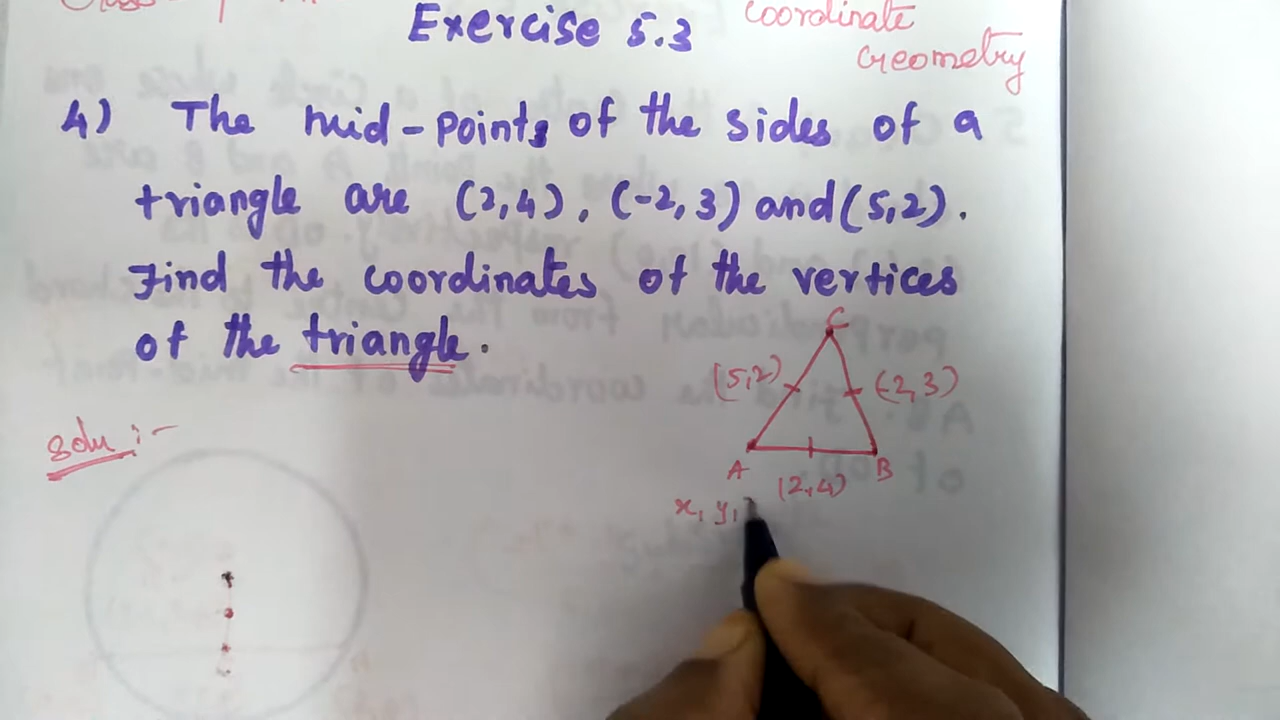 Exercise 5.3
coordinate
Geometry
4) The mid-points of the sides of a
triangle are (2,4), (-2,3) and (5,2).
Find the coordinates of the vertices
of the triangle.
C
(5,2)
(-2,3)
Solu :-
A
B
(2,4)
x₁ y₁